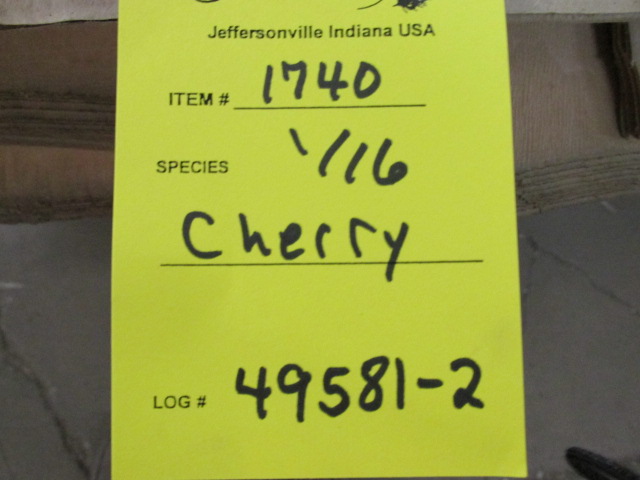 Jeffersonville Indiana USA
ITEM # 1740
SPECIES 1/16
Cherry
LOG # 49581-2